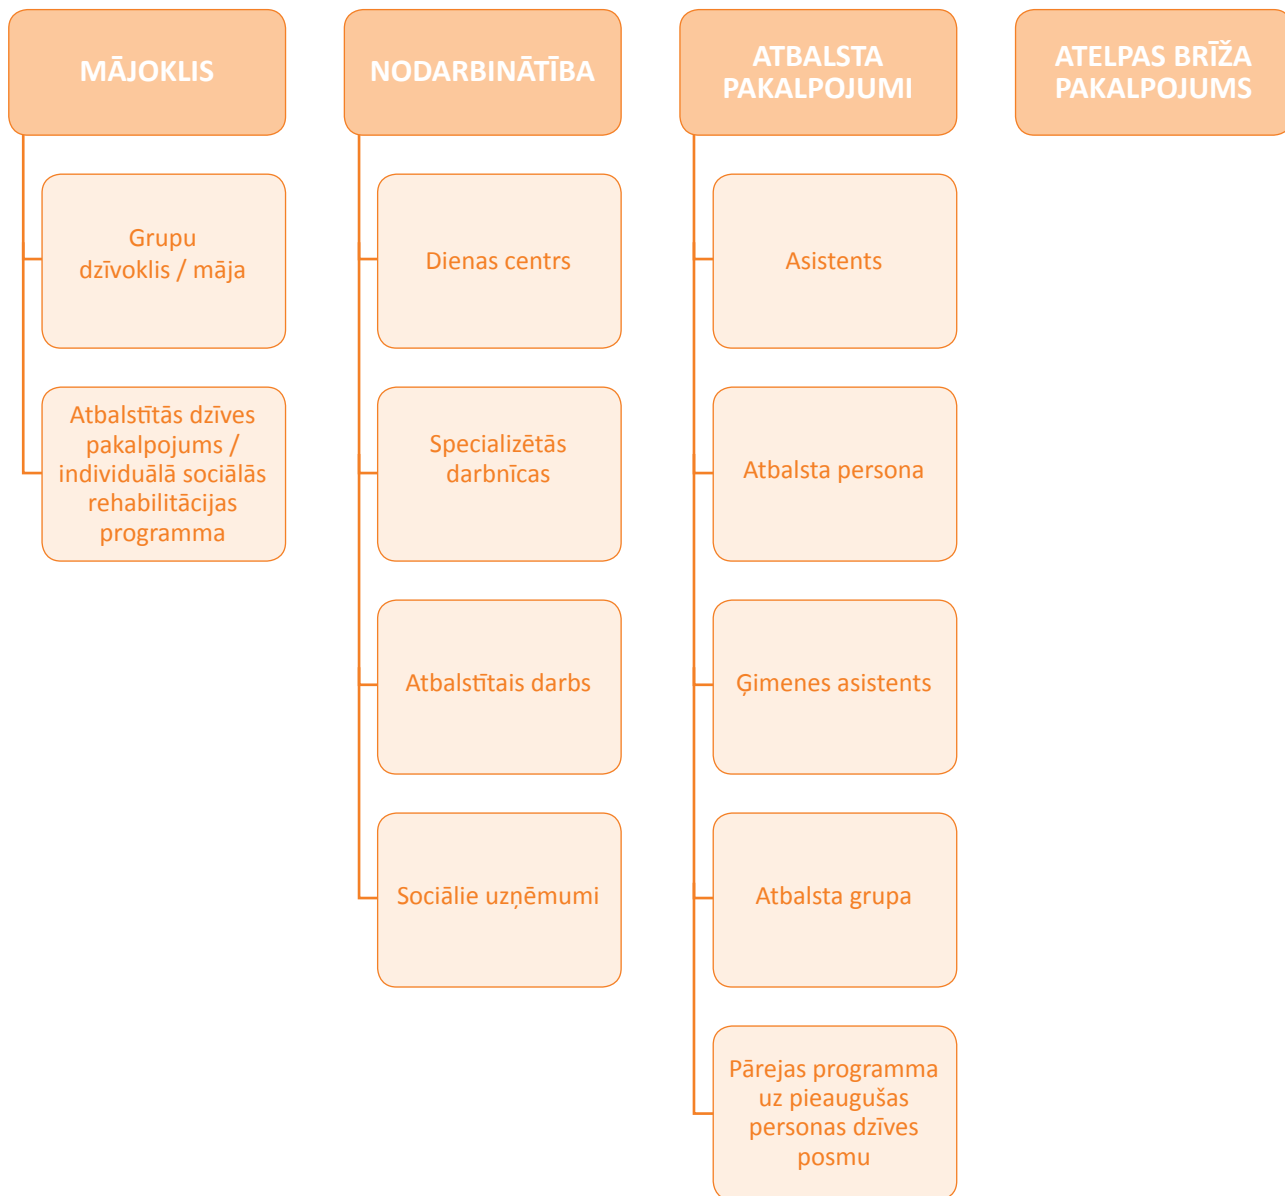 MĀJOKLIS
Grupu
dzīvoklis / māja
Atbalstītās dzīves
pakalpojums /
individuālā sociālās
rehabilitācijas
programma
NODARBINĀTĪBA
Dienas centrs
Specializētās
darbnīcas
Atbalstītais darbs
Sociālie uzņēmumi
ATBALSTA
PAKALPOJUMI
Asistents
Atbalsta persona
Ģimenes asistents
Atbalsta grupa
Pārejas programma
uz pieaugušas
personas dzīves
posmu
ATELPAS BRĪŽA
PAKALPOJUMS